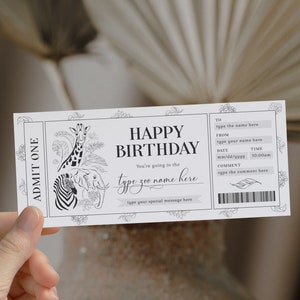 ADMIT ONE
HAPPY
BIRTHDAY
You're going to the
type zoo name here
type your special message here
TO
type the name here
FROM
type your name here
DATE TIME
mm/dd/yyyy 10:00am
COMMENT
type the comment here